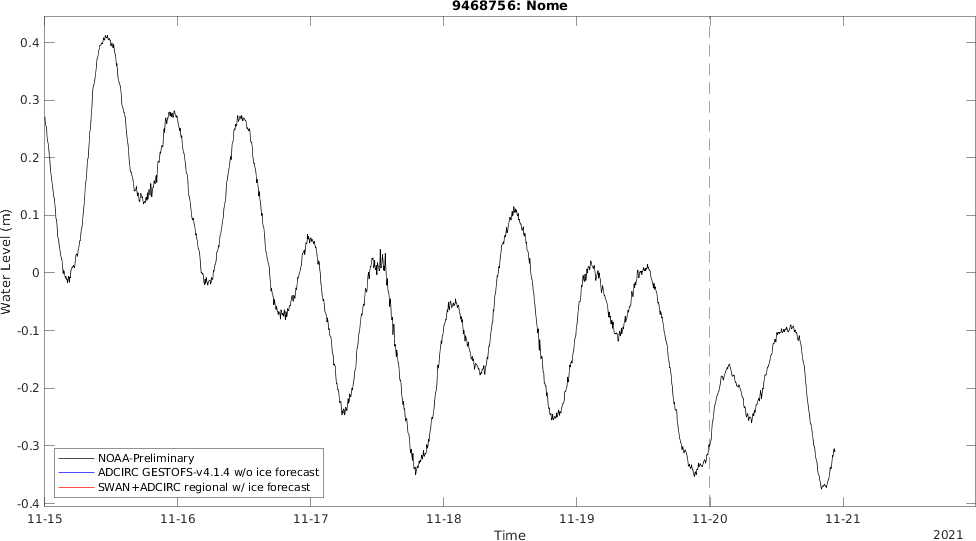 9468756: Nome
0.4
0.3
0.2
0.1
0
-0.1
-0.2
-0.3
-0.4
Water Level (m)
NOAA-Preliminary
ADCIRC GESTOFS-v4.1.4 w/o ice forecast
SWAN+ADCIRC regional w/ ice forecast
11-15 11-16 11-17 11-18 11-19 11-20 11-21
Time
2021